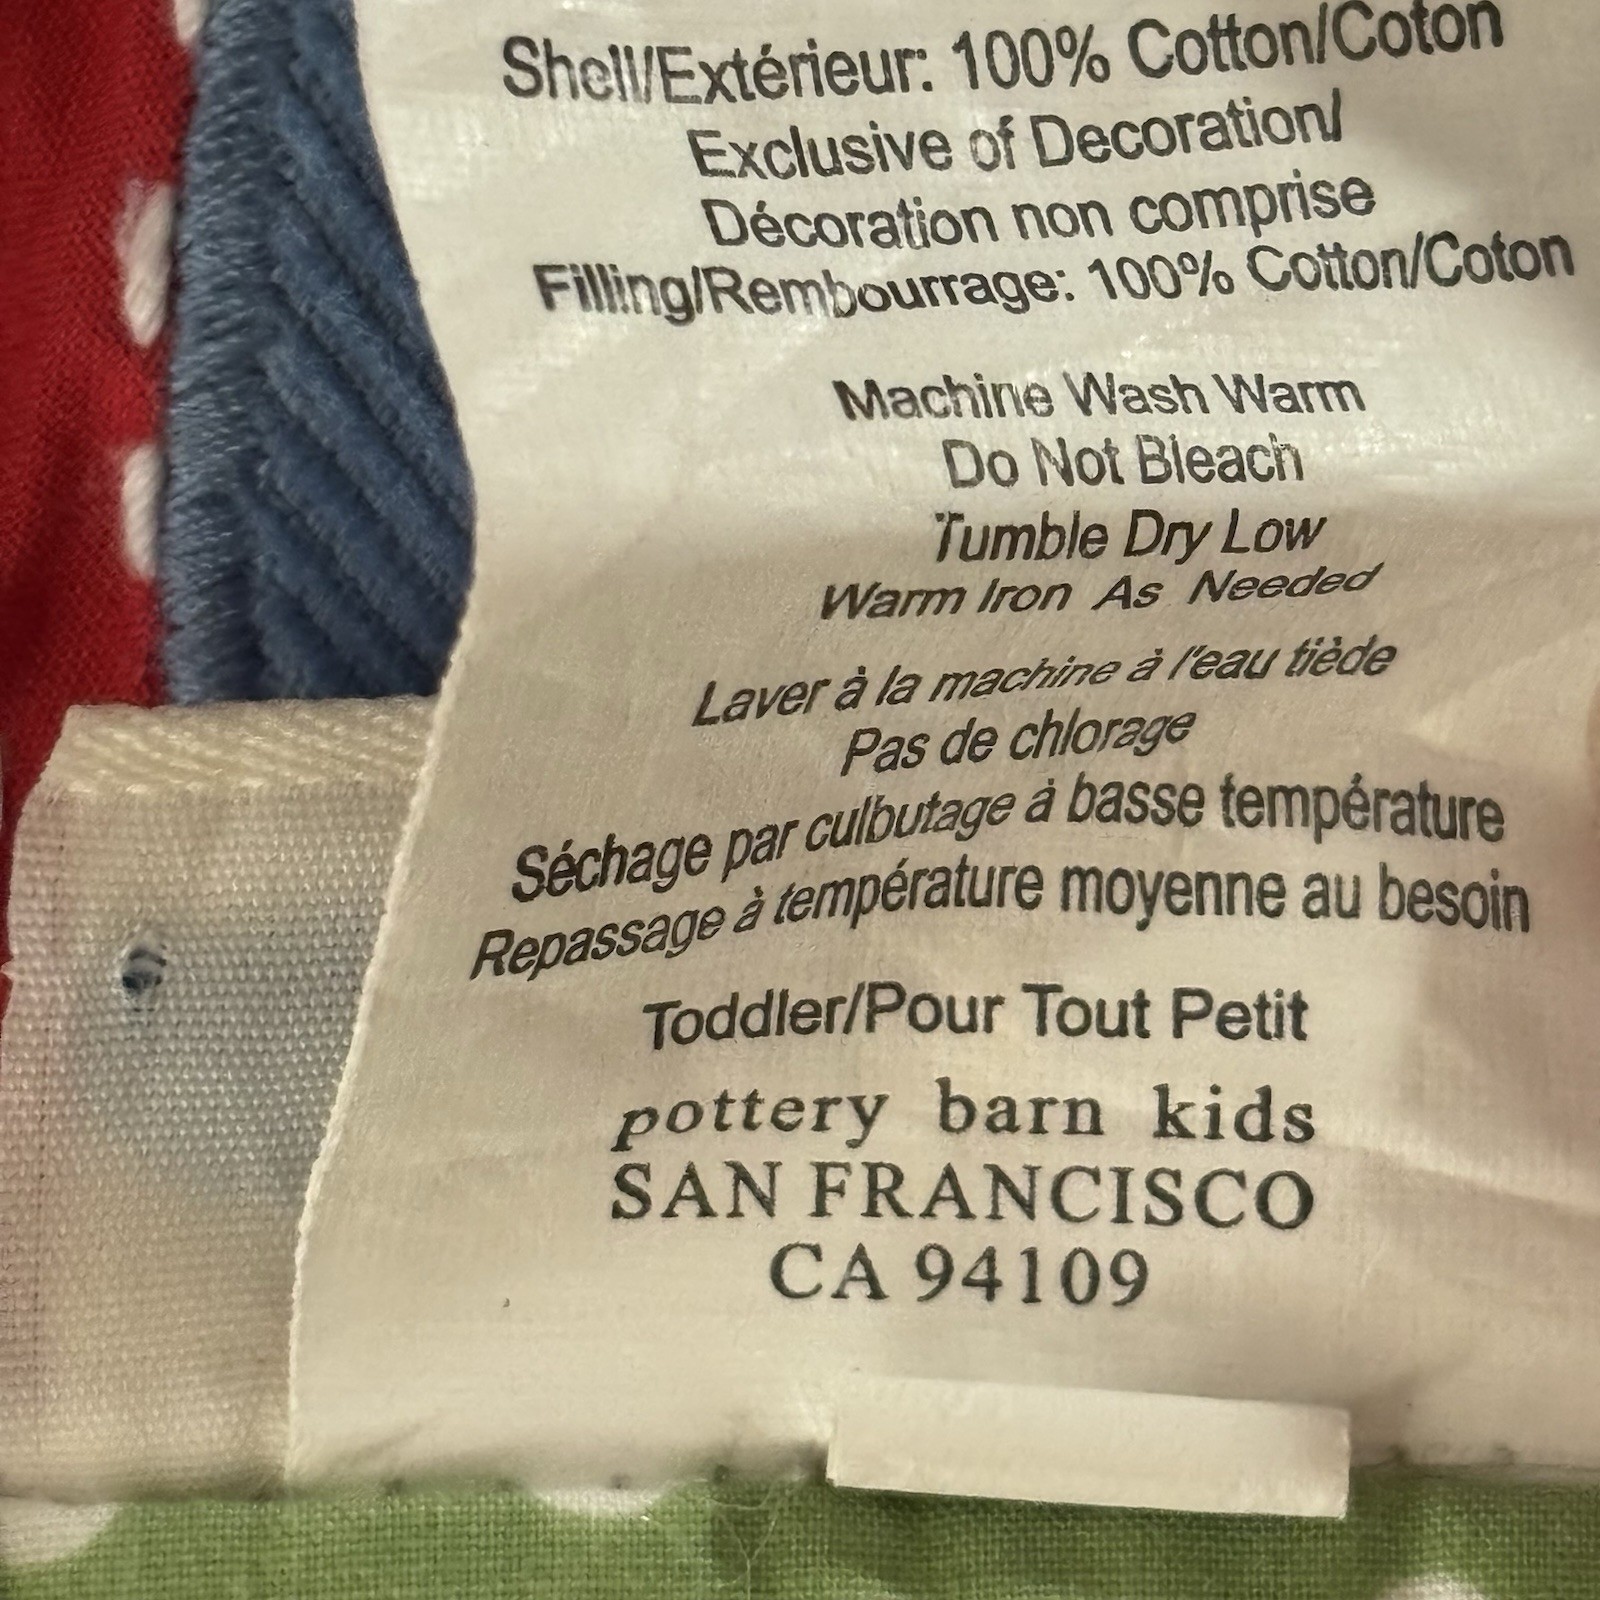 Shell/Extérieur: 100% Cotton/Coton
Exclusive of Decoration/
Décoration non comprise
Filling/Rembourrage: 100% Cotton/Coton
Machine Wash Warm
Do Not Bleach
Tumble Dry Low
Warm Iron As Needed
Laver à la machine à l'eau tiède
Pas de chlorage
Séchage par culbutage à basse température
Repassage à température moyenne au besoin
Toddler/Pour Tout Petit
pottery barn kids
SAN FRANCISCO
CA 94109